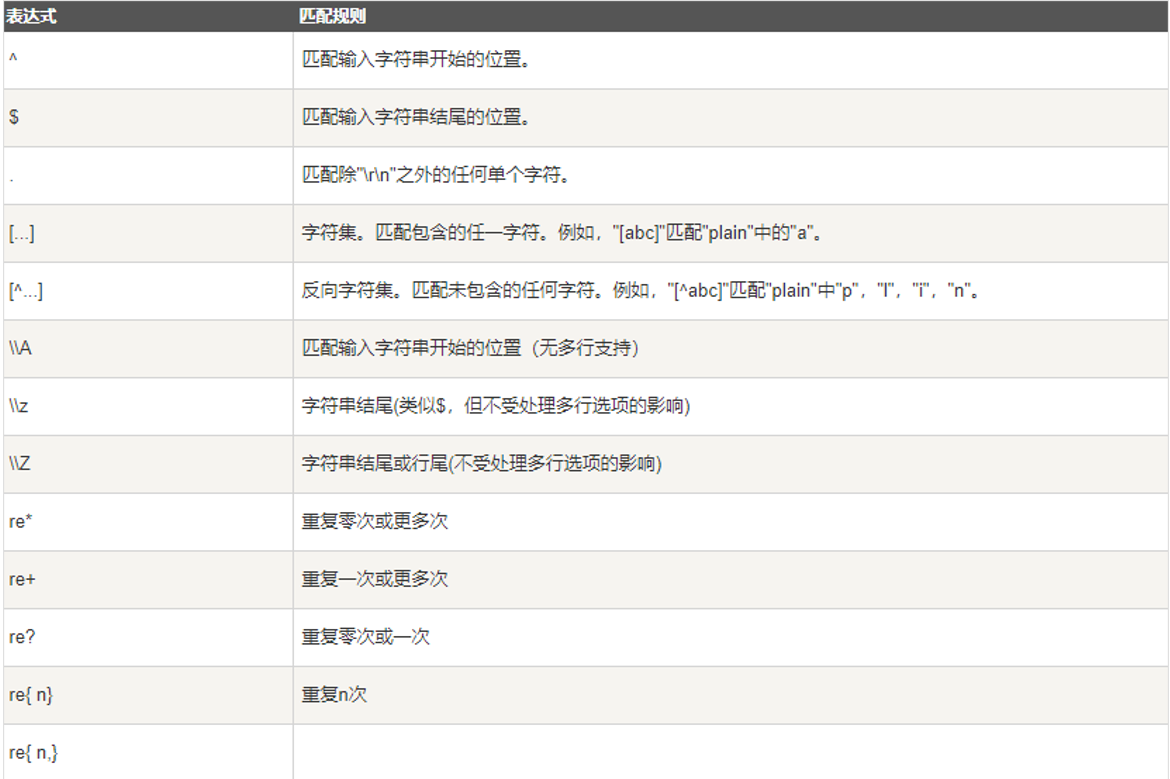 表达式 匹配规则
^ 匹配输入字符串开始的位置。
$ 匹配输入字符串结尾的位置。
. 匹配除"\r\n"之外的任何单个字符。
[...] 字符集。匹配包含的任一字符。例如，"[abc]"匹配"plain"中的"a"。
[^...] 反向字符集。匹配未包含的任何字符。例如，"[^abc]"匹配"plain"中"p"，"l"，"i"，"n"。
\\A 匹配输入字符串开始的位置（无多行支持）
\\z 字符串结尾(类似$，但不受处理多行选项的影响)
\\Z 字符串结尾或行尾(不受处理多行选项的影响)
re* 重复零次或更多次
re+ 重复一次或更多次
re? 重复零次或一次
re{ n} 重复n次
re{ n,}